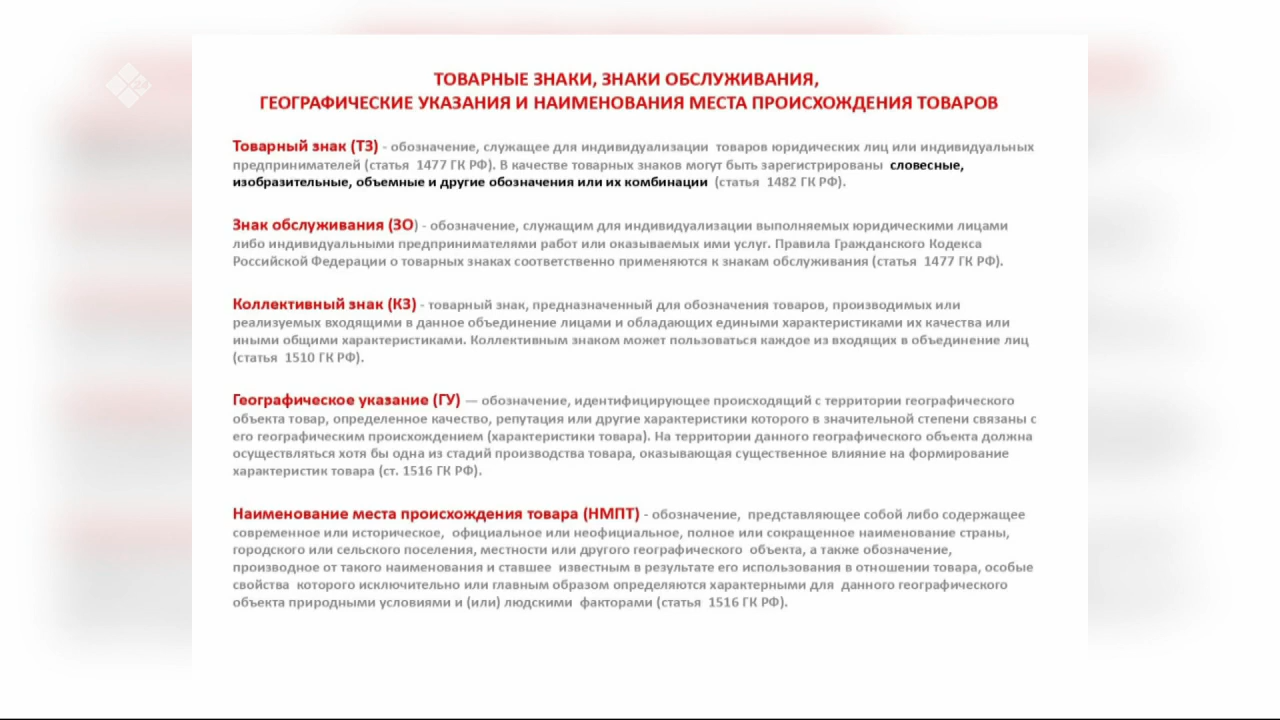 ТОВАРНЫЕ ЗНАКИ, ЗНАКИ ОБСЛУЖИВАНИЯ,
ГЕОГРАФИЧЕСКИЕ УКАЗАНИЯ И НАИМЕНОВАНИЯ МЕСТА ПРОИСХОЖДЕНИЯ ТОВАРОВ
Товарный знак (ТЗ) - обозначение, служащее для индивидуализации товаров юридических лиц или индивидуальных
предпринимателей (статья 1477 ГК РФ). В качестве товарных знаков могут быть зарегистрированы словесные,
изобразительные, объемные и другие обозначения или их комбинации (статья 1482 ГК РФ).
Знак обслуживания (ЗО) - обозначение, служащим для индивидуализации выполняемых юридическими лицами
либо индивидуальными предпринимателями работ или оказываемых ими услуг. Правила Гражданского Кодекса
Российской Федерации о товарных знаках соответственно применяются к знакам обслуживания (статья 1477 ГК РФ).
Коллективный знак (КЗ) - товарный знак, предназначенный для обозначения товаров, производимых или
реализуемых входящими в данное объединение лицами и обладающих едиными характеристиками их качества или
иными общими характеристиками. Коллективным знаком может пользоваться каждое из входящих в объединение лиц
(статья 1510 ГК РФ).
Географическое указание (ГУ) — обозначение, идентифицирующее происходящий с территории географического
объекта товар, определенное качество, репутация или другие характеристики которого в значительной степени связаны с
его географическим происхождением (характеристики товара). На территории данного географического объекта должна
осуществляться хотя бы одна из стадий производства товара, оказывающая существенное влияние на формирование
характеристик товара (ст. 1516 ГК РФ).
Наименование места происхождения товара (НМПТ) - обозначение, представляющее собой либо содержащее
современное или историческое, официальное или неофициальное, полное или сокращенное наименование страны,
городского или сельского поселения, местности или другого географического объекта, а также обозначение,
производное от такого наименования и ставшее известным в результате его использования в отношении товара, особые
свойства которого исключительно или главным образом определяются характерными для данного географического
объекта природными условиями и (или) людскими факторами (статья 1516 ГК РФ).